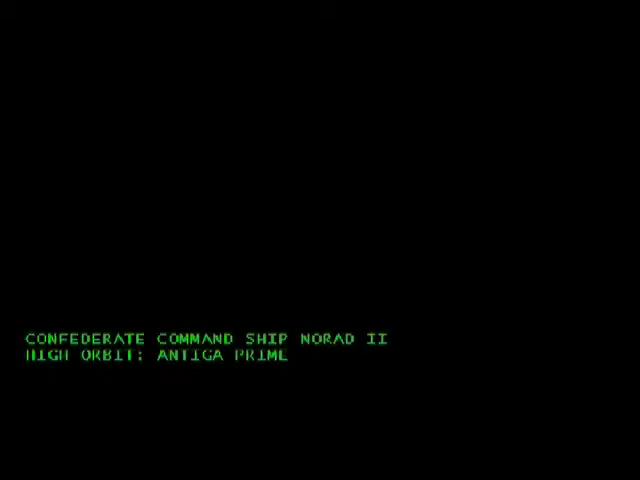 CONFEDERATE COMMAND SHIP NORAD II
HIGH ORBIT: ANTIGA PRIME